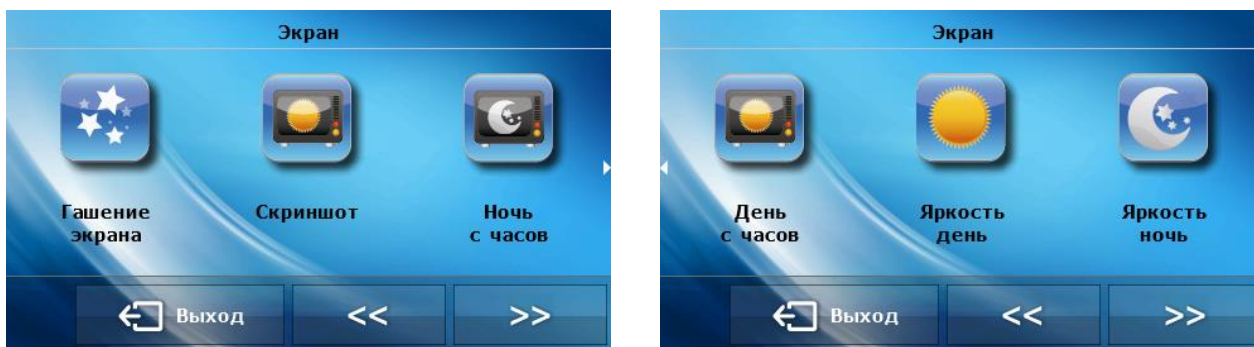 Экран
Гашение
экрана
Скриншот
Ночь
с часов
Выход
<<
>>
Экран
День
с часов
Яркость
день
Яркость
ночь
Выход
<<
>>